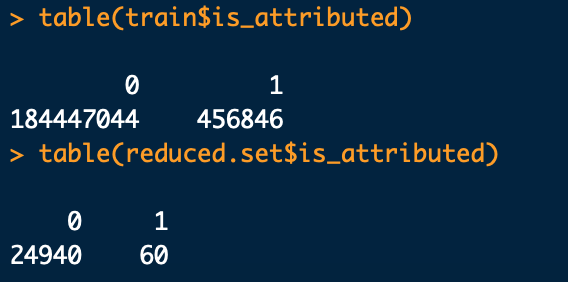 > table(train$is_attributed)
0 1
184447044 456846
> table(reduced.set$is_attributed)
0 1
24940 60